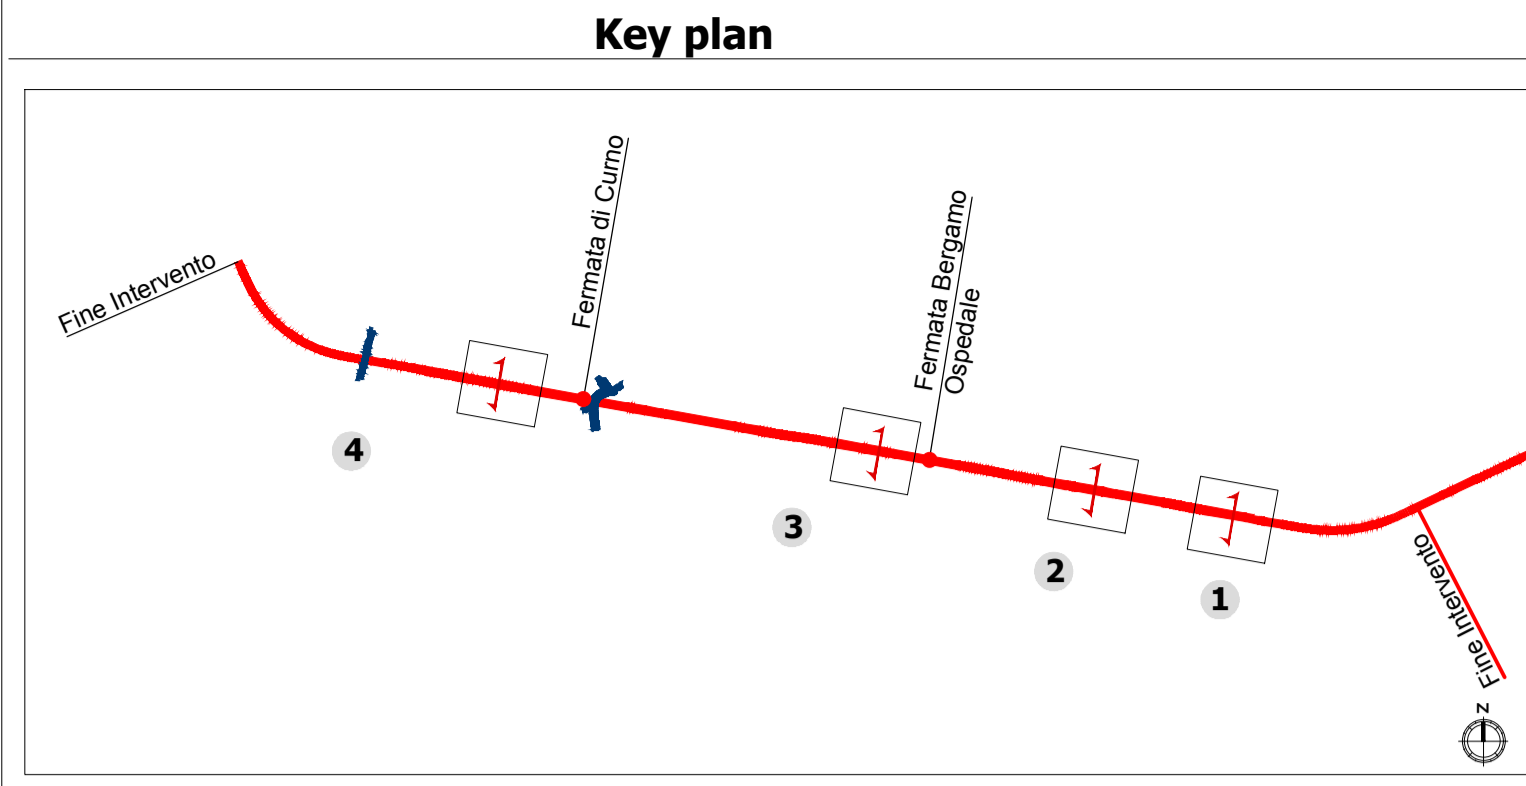 Key plan
Fermata di Curno
Fermata Bergamo
Ospedale
Fine Intervento
4
3
2
1
Fine Intervento
N